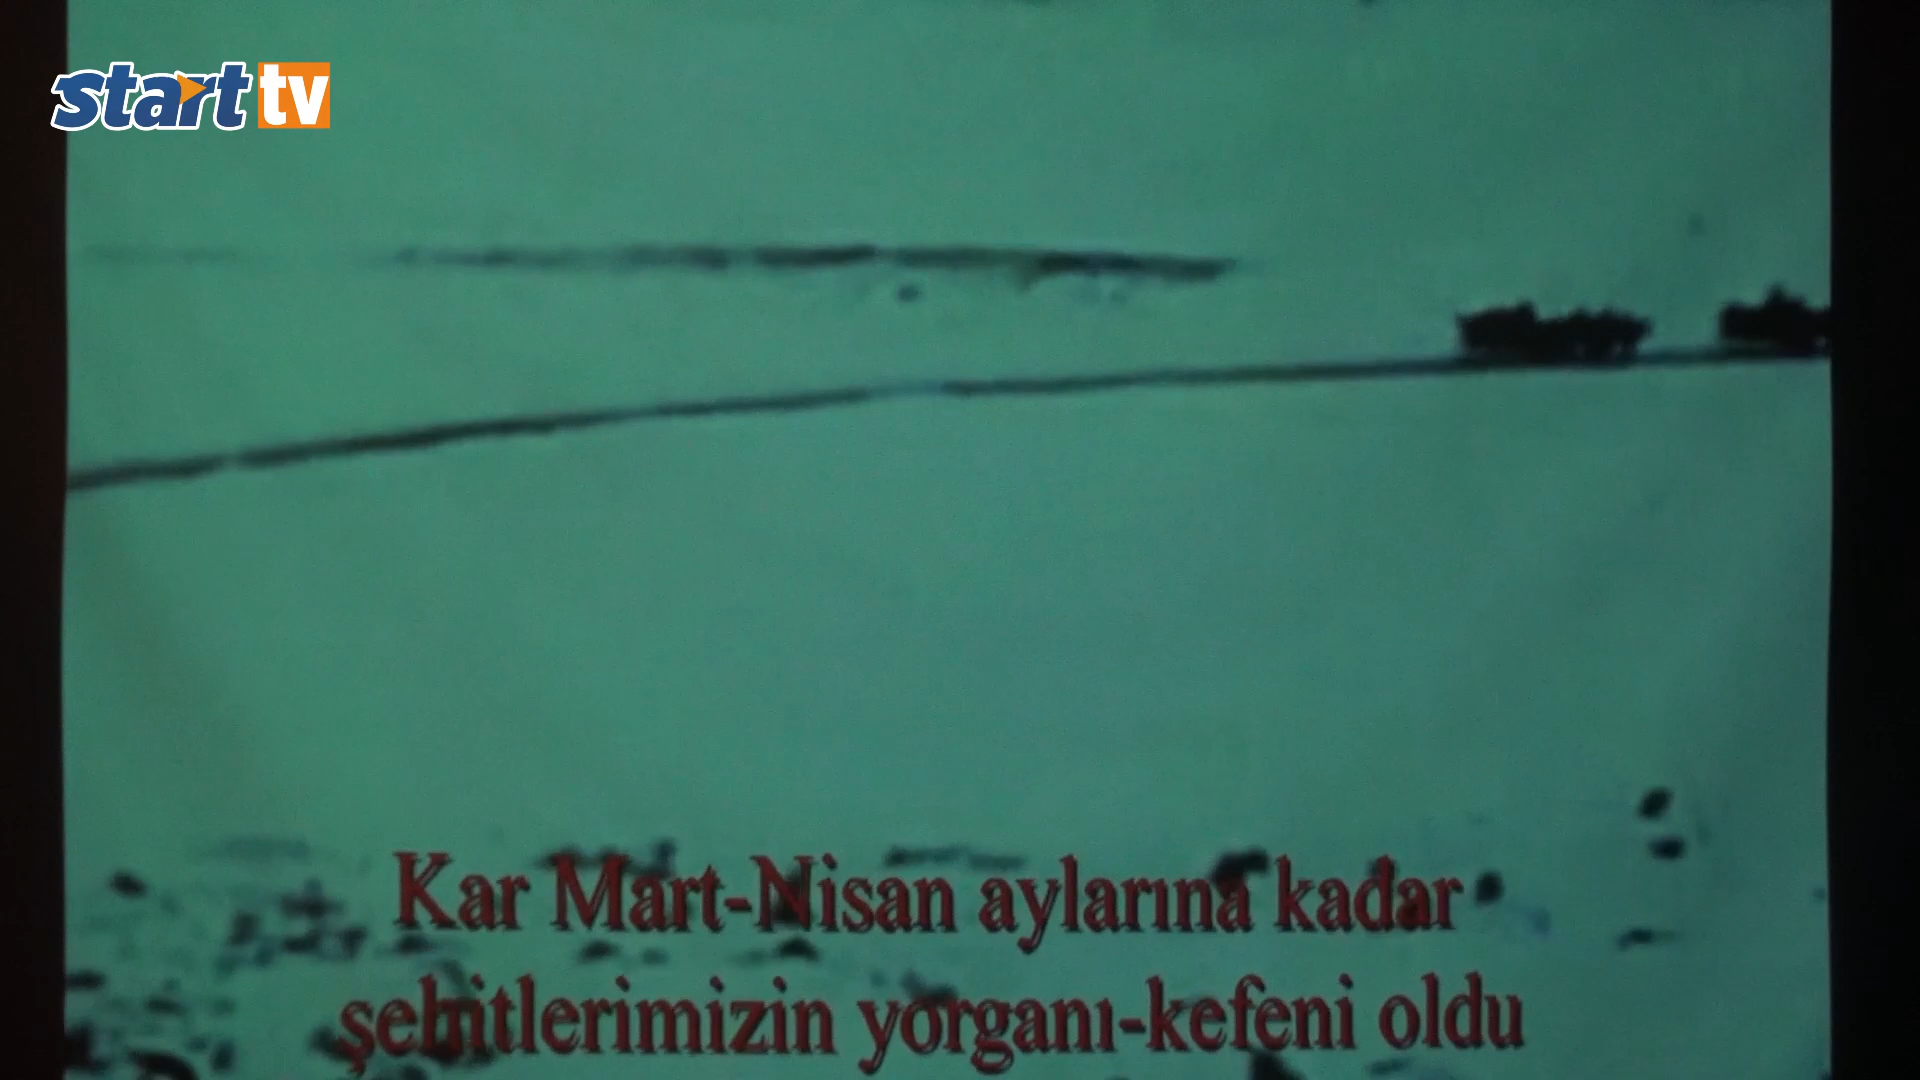 start tv
Kar Mart-Nisan aylarına kadar
şehitlerimizin yorganı-kefeni oldu